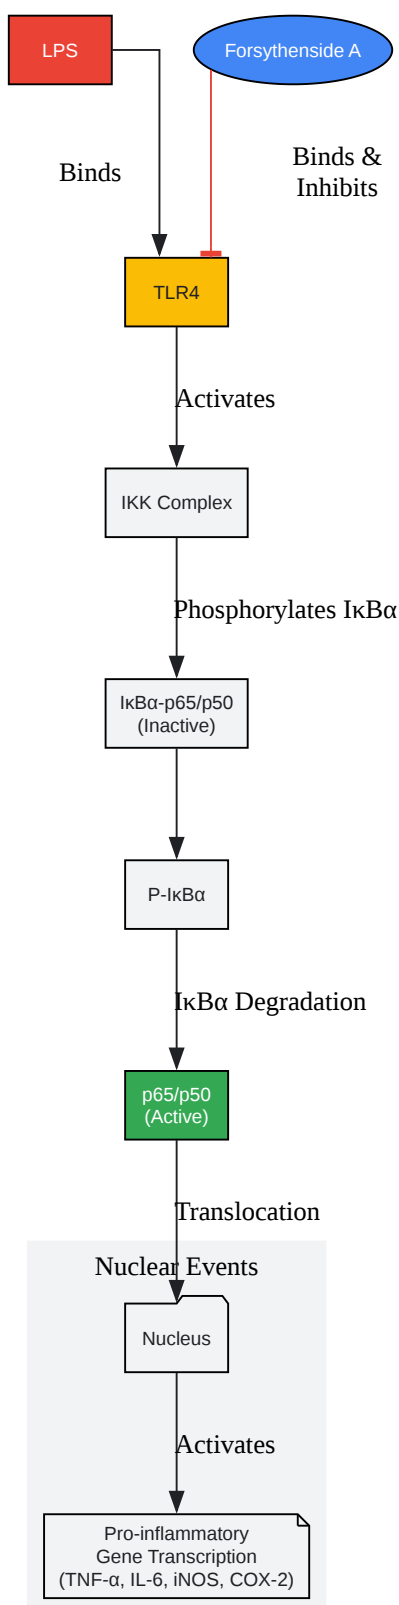 LPS
Forsythenside A
Binds
Binds &
Inhibits
TLR4
Activates
IKK Complex
Phosphorylates IκBα
IκBα-p65/p50
(Inactive)
P-IκBα
IκBα Degradation
p65/p50
(Active)
Translocation
Nuclear Events
Nucleus
Activates
Pro-inflammatory
Gene Transcription
(TNF-α, IL-6, iNOS, COX-2)